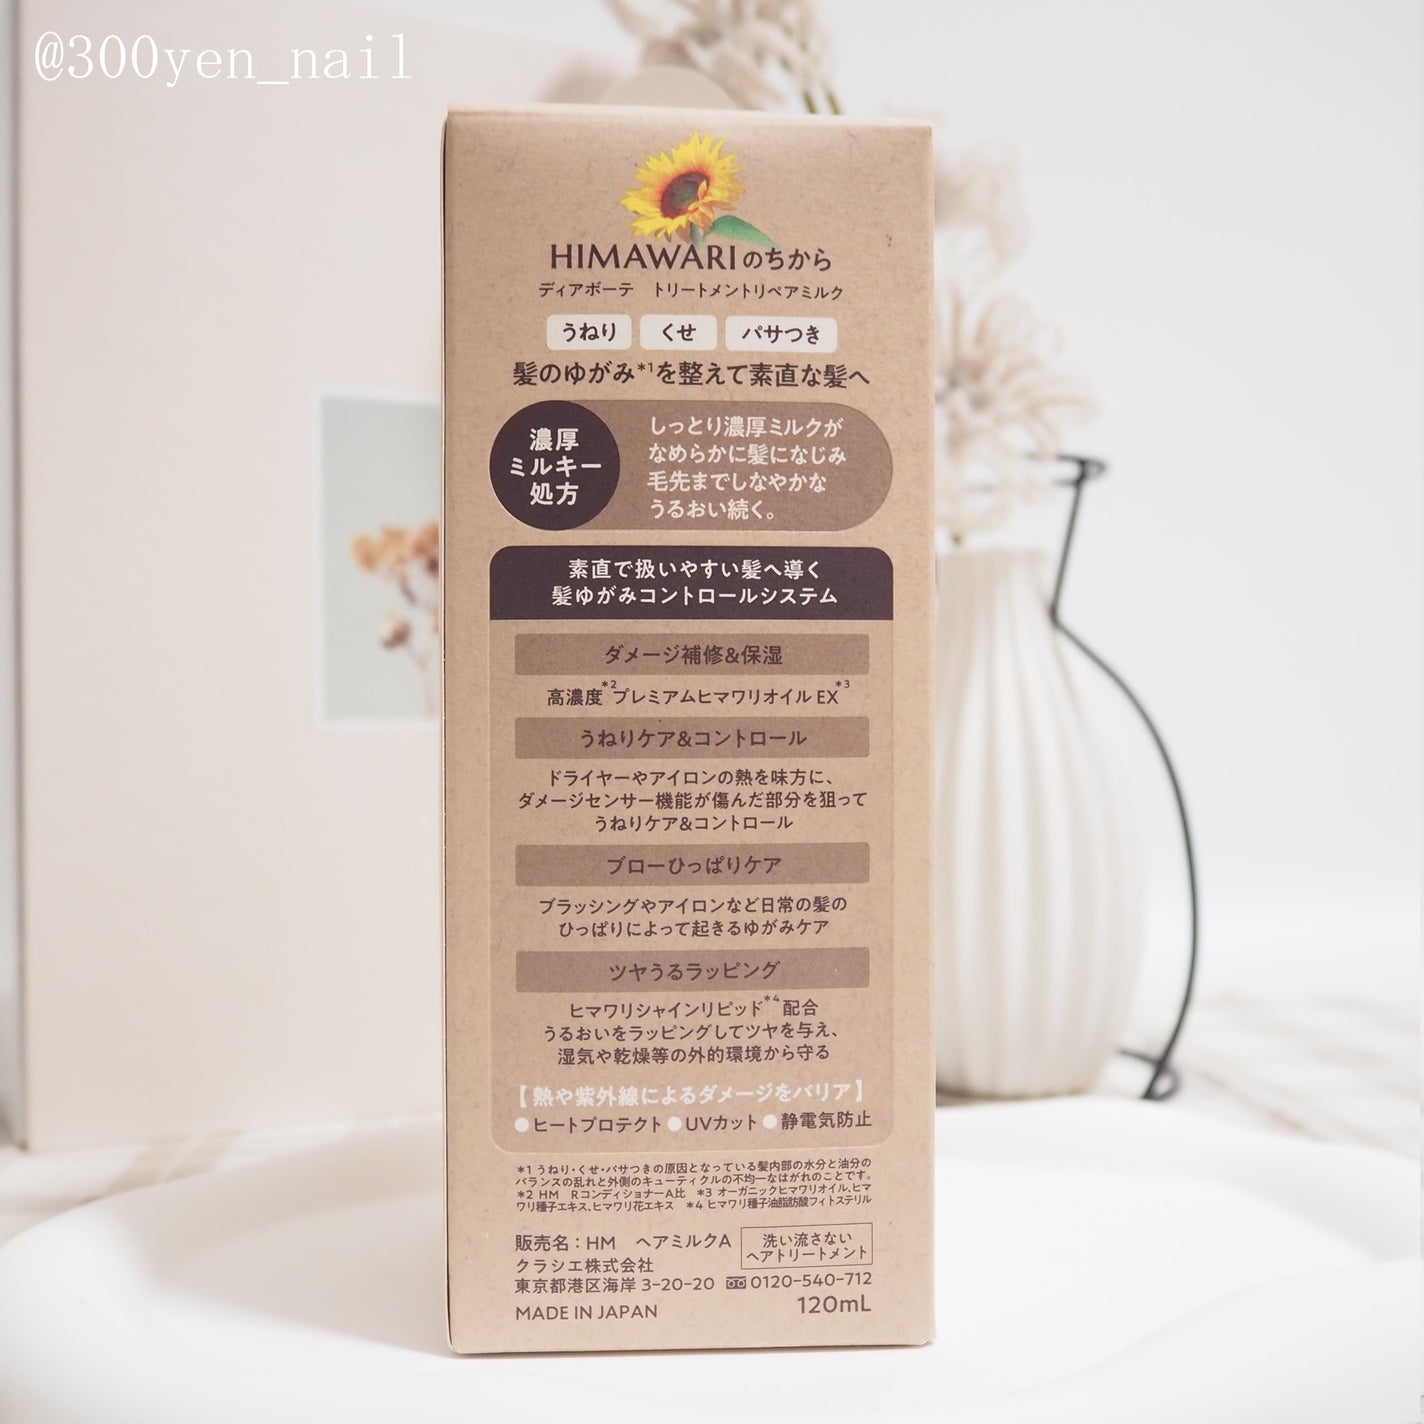 @300yen_nail
HIMAWARIのちから
ディアボーテ トリートメントリペアミルク
うねり くせ パサつき
髪のゆがみ*1を整えて素直な髪へ
濃厚
ミルキー
処方
しっとり濃厚ミルクが
なめらかに髪になじみ
毛先までしなやかな
うるおい続く。
素直で扱いやすい髪へ導く
髪ゆがみコントロールシステム
ダメージ補修&保湿
高濃度*2プレミアムヒマワリオイルEX*3
うねりケア&コントロール
ドライヤーやアイロンの熱を味方に、
ダメージセンサー機能が傷んだ部分を狙って
うねりケア&コントロール
ブローひっぱりケア
ブラッシングやアイロンなど日常の髪の
ひっぱりによって起きるゆがみケア
ツヤうるラッピング
ヒマワリシャインリピッド*4配合
うるおいをラッピングしてツヤを与え、
湿気や乾燥等の外的環境から守る
【熱や紫外線によるダメージをバリア】
●ヒートプロテクト ●UVカット ●静電気防止
*1 うねり・くせ・パサつきの原因となっている髪内部の水分と油分の
バランスの乱れと外側のキューティクルの不均一なはがれのことです。
*2 HM Rコンディショナーa比 *3 オーガニックヒマワリオイル、ヒマ
ワリ種子エキス、ヒマワリ花エキス *4 ヒマワリ種子油脂肪酸フィトステリル
販売名：HM ヘアミルクA
洗い流さない
ヘアトリートメント
クラシエ株式会社
東京都港区海岸 3-20-20 0120-540-712
MADE IN JAPAN 120mL